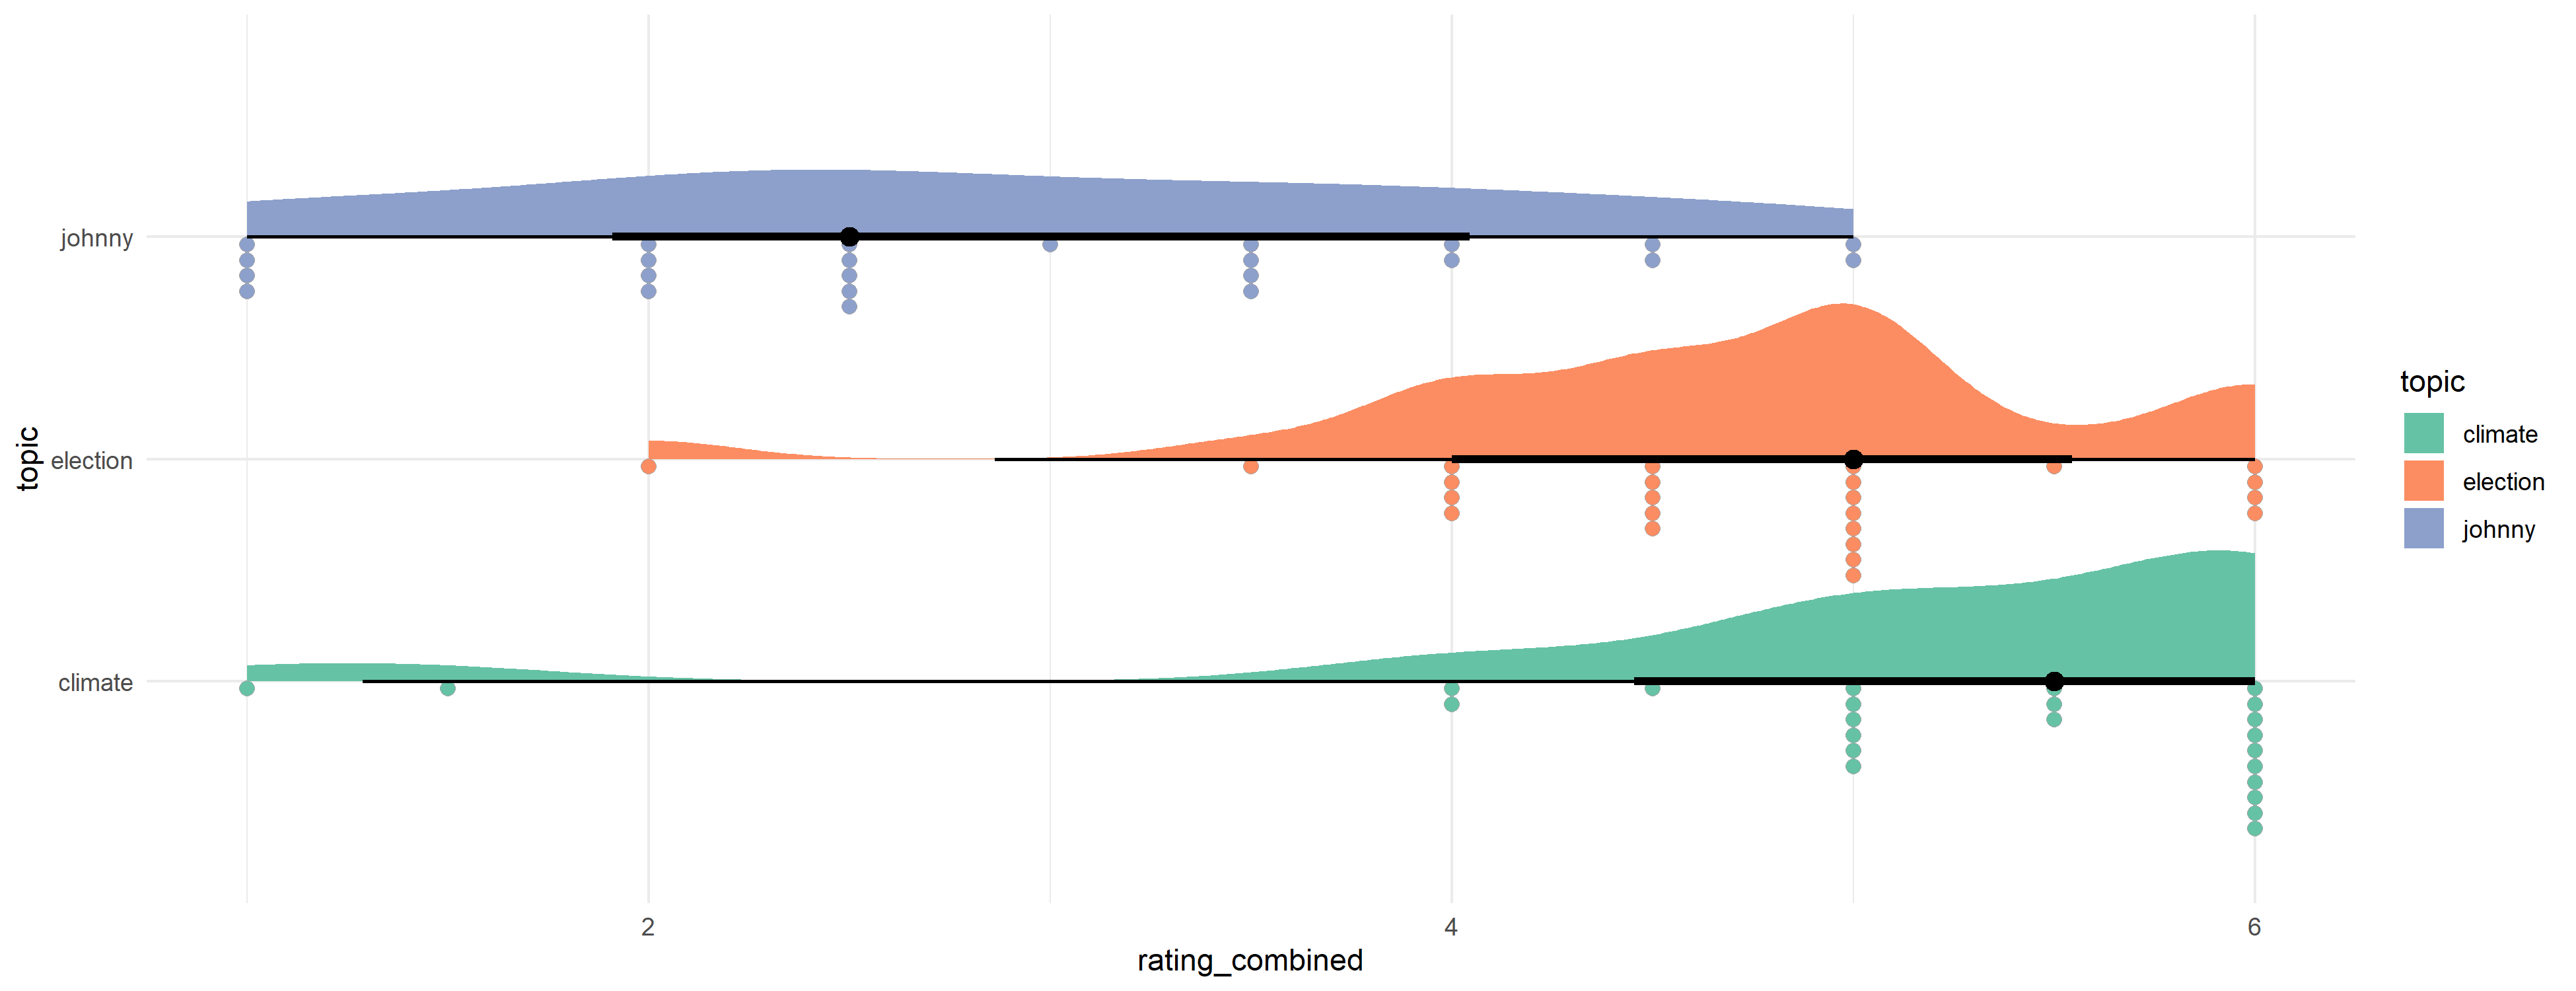 johnny
election
climate
topic
2
4
6
rating_combined
topic
climate
election
johnny